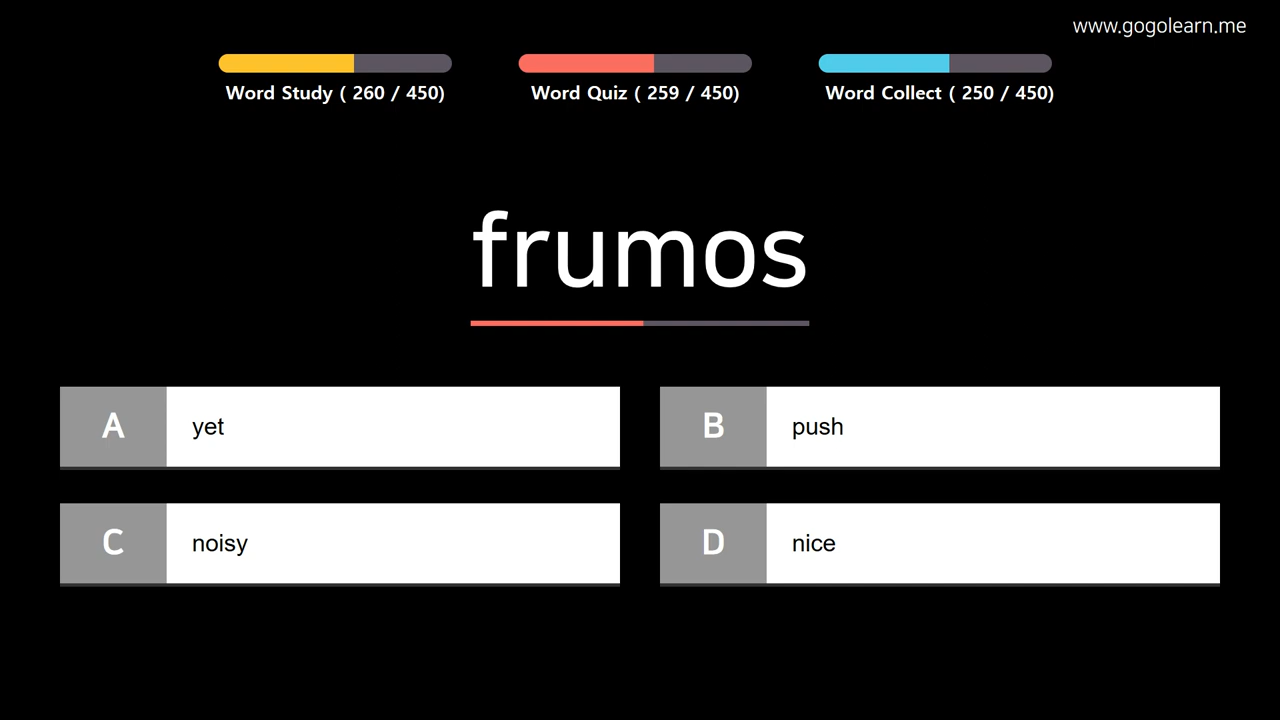 www.gogolearn.me
Word Study ( 260 / 450) Word Quiz ( 259 / 450) Word Collect ( 250 / 450)
frumos
A yet
B push
C noisy
D nice